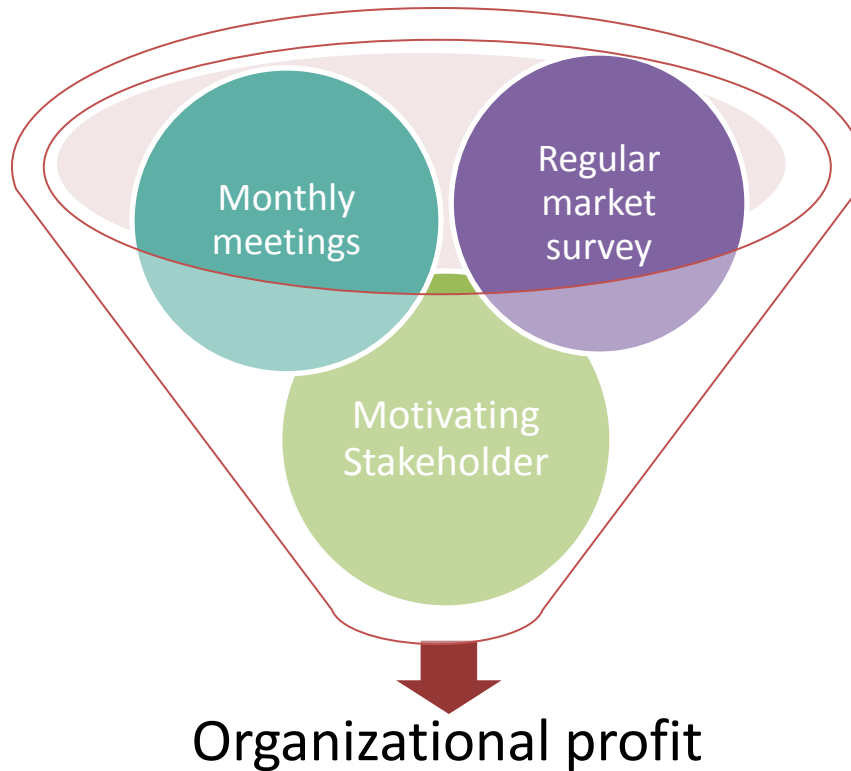 Monthly
meetings
Regular
market
survey
Motivating
Stakeholder
Organizational profit